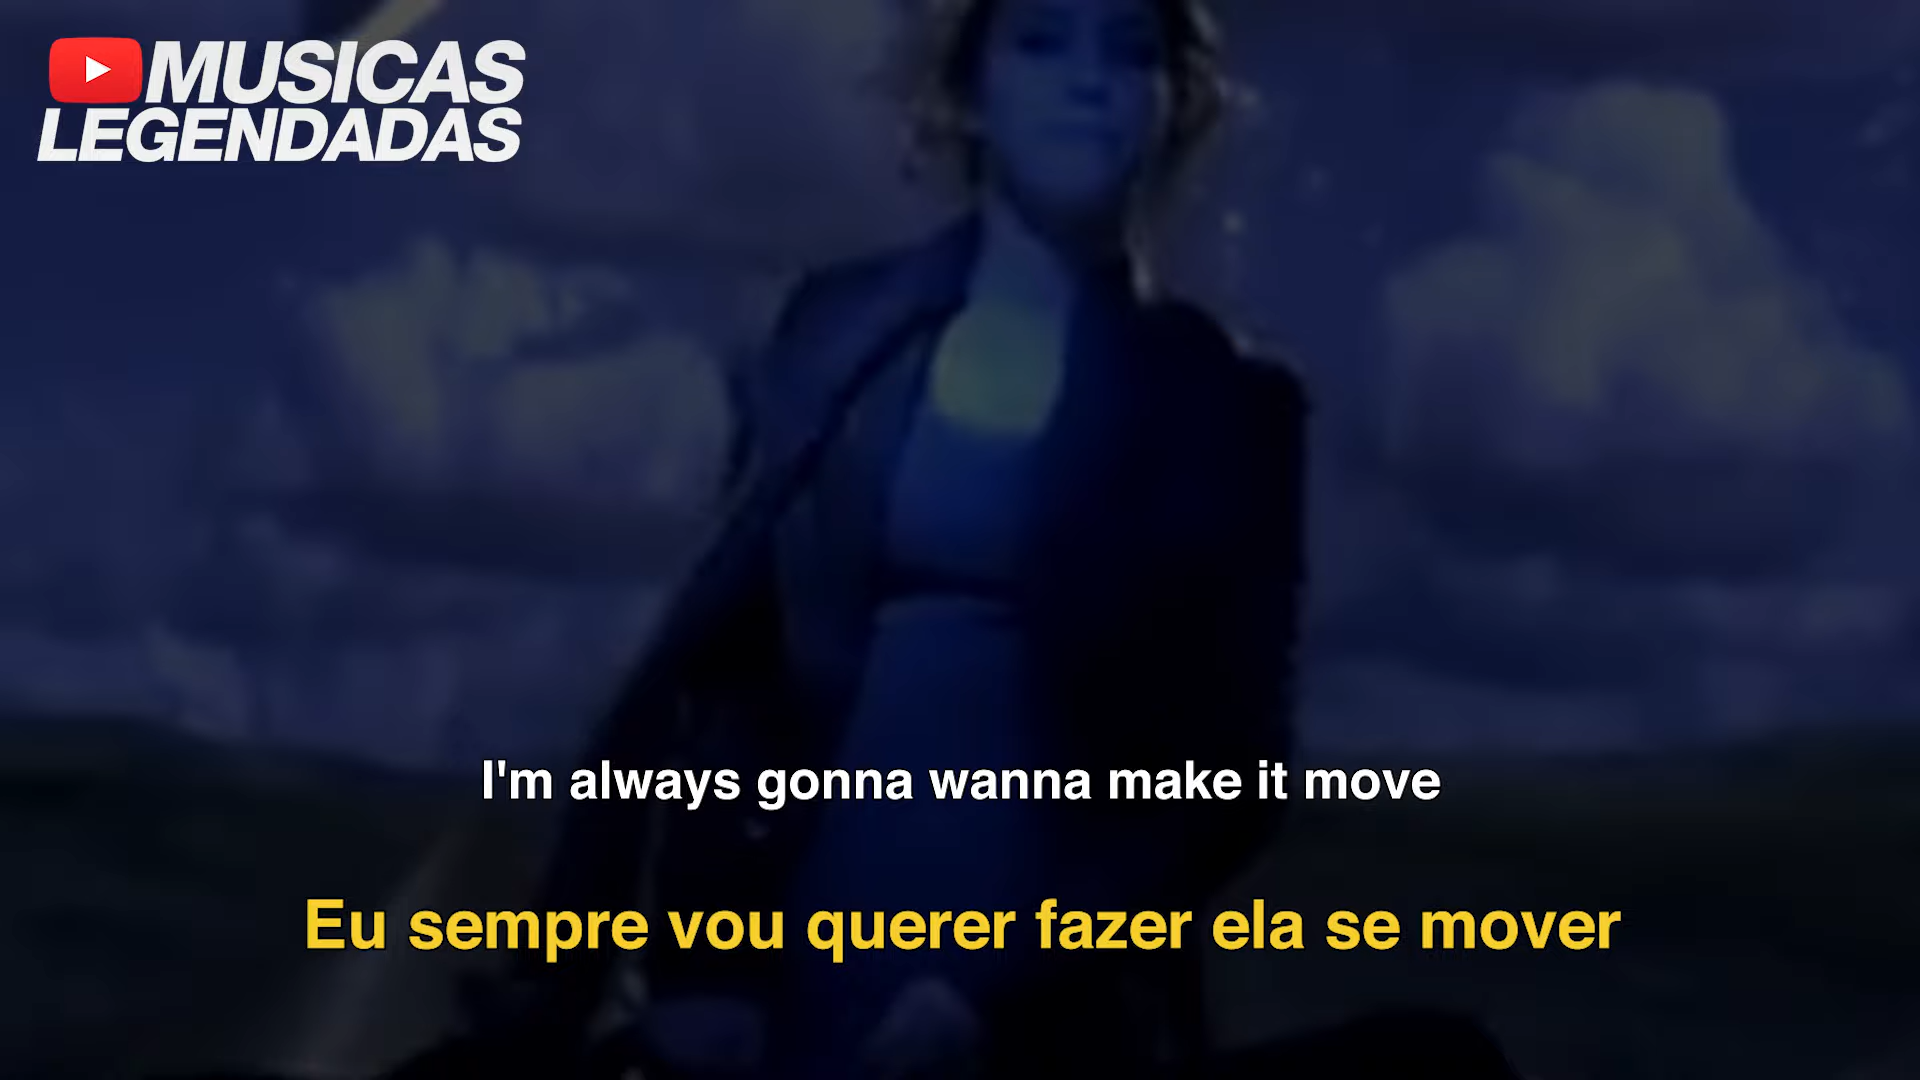 MUSICAS
LEGENDADAS
I'm always gonna wanna make it move
Eu sempre vou querer fazer ela se mover